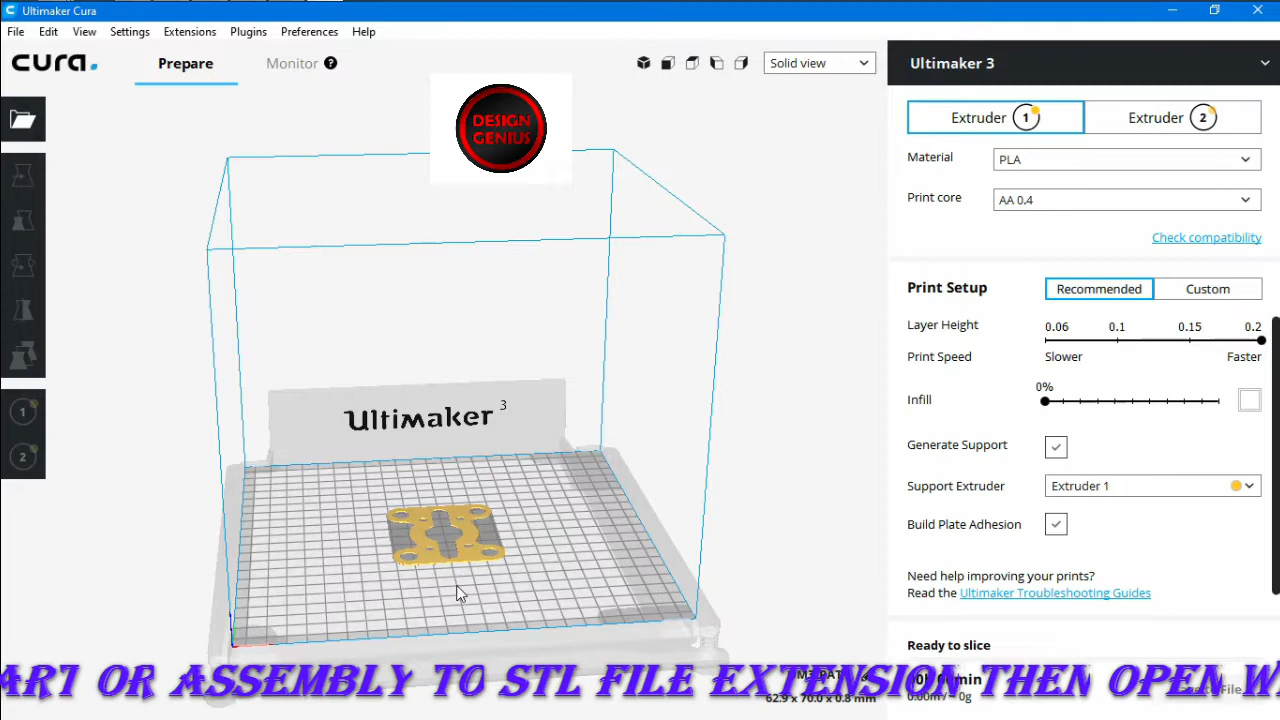 Ultimaker Cura
File Edit View Settings Extensions Plugins Preferences Help
cura. Prepare Monitor ? Solid view Ultimaker 3
DESIGN
GENIUS
Extruder 1 Extruder 2
Material PLA
Print core AA 0.4
Check compatibility
Print Setup Recommended Custom
Layer Height 0.06 0.1 0.15 0.2
Print Speed Slower Faster
0%
Infill
Generate Support
Support Extruder Extruder 1
Build Plate Adhesion
1
2
Ultimaker 3
Need help improving your prints?
Read the Ultimaker Troubleshooting Guides
Ready to slice
ART OR ASSEMBLY TO STL FILE EXTENSION THEN OPEN W
62.9 x 70.0 x 0.8 mm 0.00m / ~ 0g